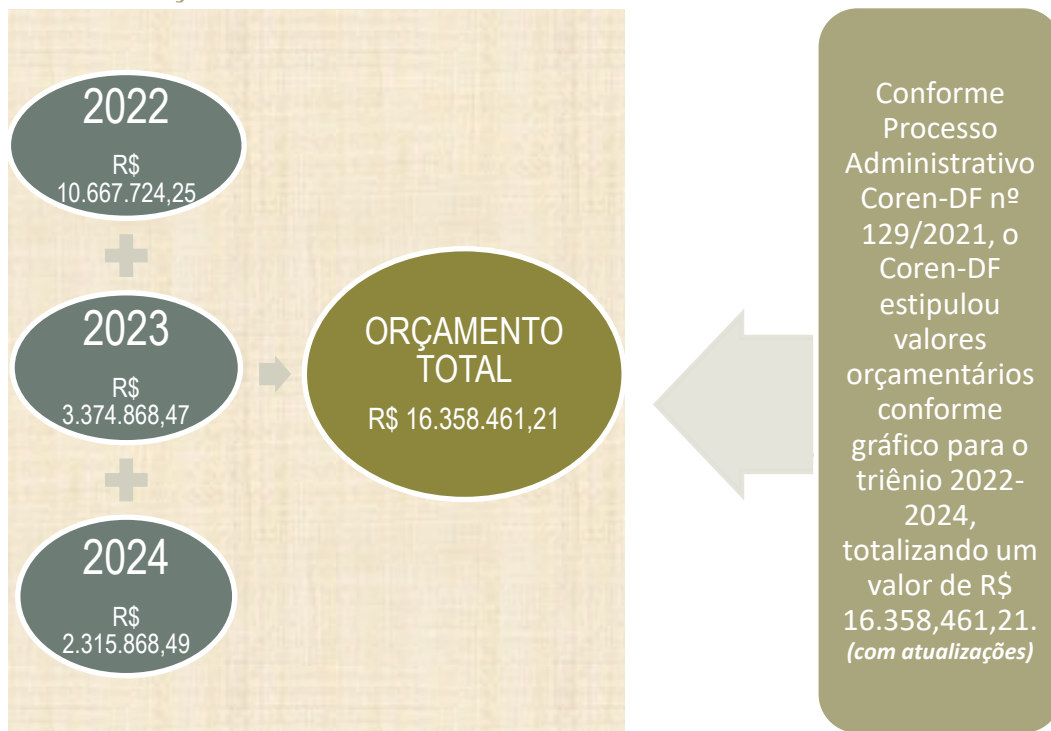 2022
R$
10.667.724,25
2023
R$
3.374.868,47
2024
R$
2.315.868,49
ORÇAMENTO
TOTAL
R$ 16.358.461,21
Conforme
Processo
Administrativo
Coren-DF nº
129/2021, o
Coren-DF
estipulou
valores
orçamentários
conforme
gráfico para o
triênio 2022-
2024,
totalizando um
valor de R$
16.358,461,21.
(com atualizações)